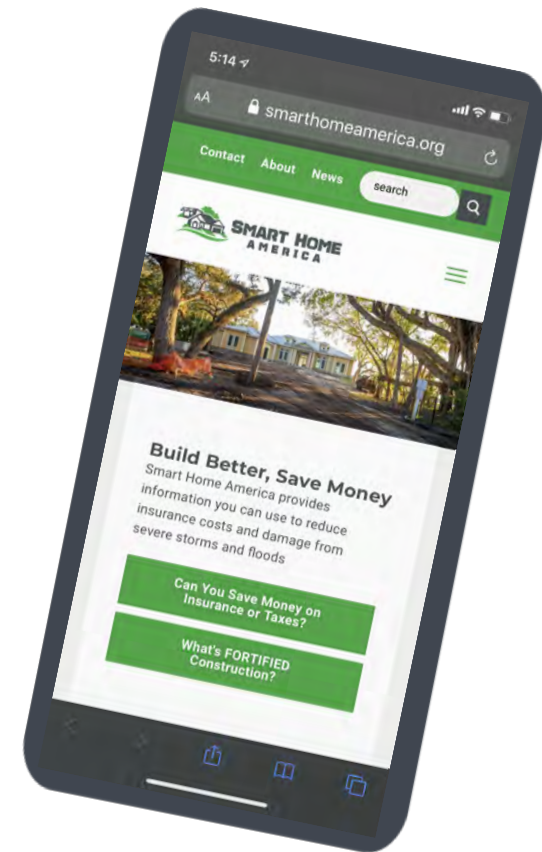 5:14
AA smarthomeamerica.org
Contact About News search
SMART HOME
AMERICA
Build Better, Save Money
Smart Home America provides
information you can use to reduce
insurance costs and damage from
severe storms and floods
Can You Save Money on
Insurance or Taxes?
What's FORTIFIED
Construction?